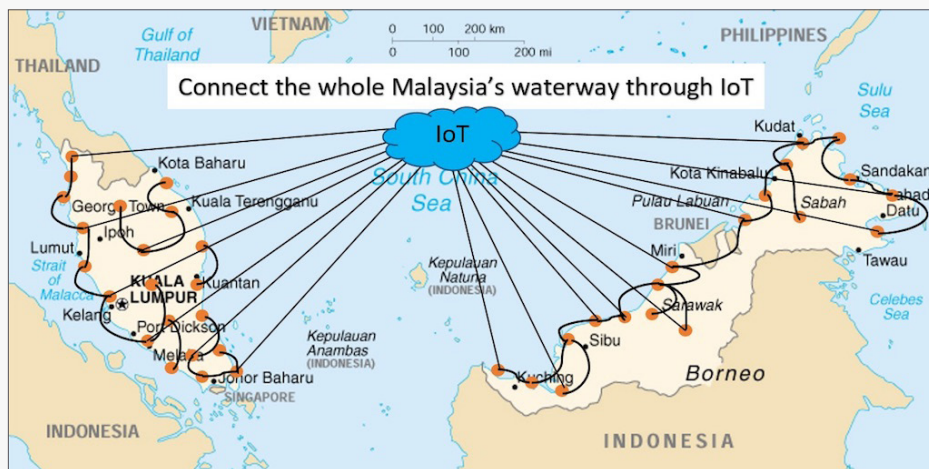 VIETNAM
Gulf of
Thailand
THAILAND
0 100 200 km
0 100 200 mi
PHILIPPINES
Connect the whole Malaysia's waterway through IoT
Sulu
Sea
IoT
Kudat
Kota Baharu
Kota Kinabalu
Sandakan
South China
Sea
Lahad
Datu
George Town
Kuala Terengganu
Pulau Labuan
Sabah
BRUNEI
Ipoh
Lumut
Miri
Tawau
Strait
of
Malacca
KUALA
LUMPUR
Kuantan
Kepulauan
Natuna
(INDONESIA)
Kelang
Celebes
Sea
Sarawak
Port Dickson
Kepulauan
Anambas
(INDONESIA)
Melaka
Sibu
Johor Baharu
SINGAPORE
Kuching
Borneo
INDONESIA
INDONESIA